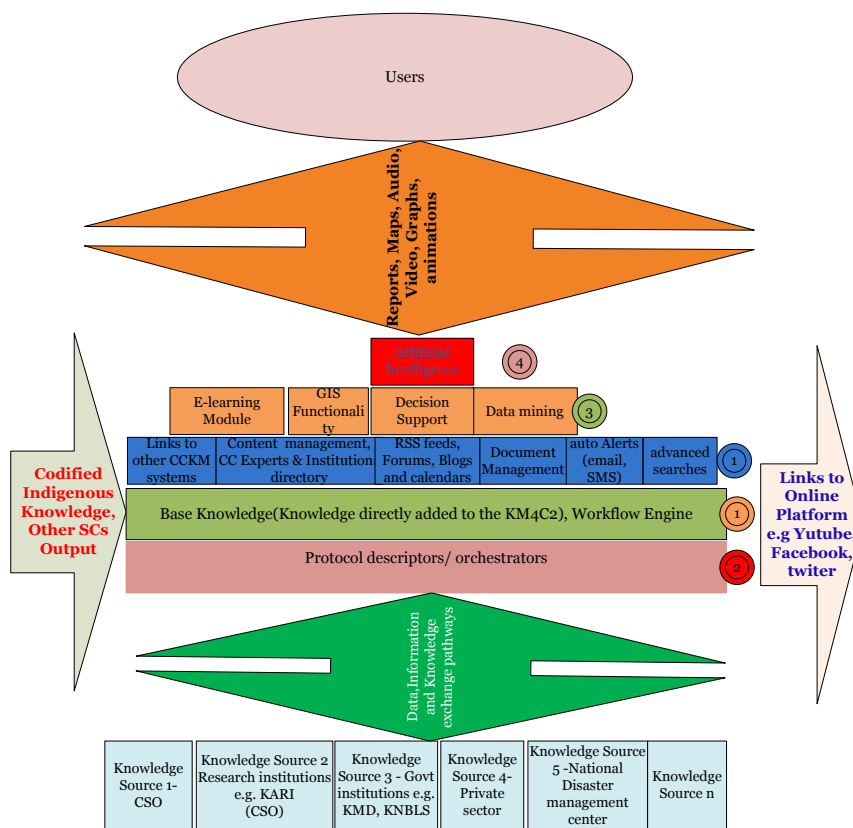 Users
Reports, Maps, Audio,
Video, Graphs,
animations
Artificial
Intelligence
4
E-learning
Module
GIS
Functionali
ty
Decision
Support
Data mining
3
Links to
other CCKM
systems
Content management,
CC Experts & Institutions
directory
RSS feeds,
Forums, Blogs
and calendars
Document
Management
auto Alerts
(email,
SMS)
advanced
searches
1
Codified
Indigenous
Knowledge,
Other SCs
Output
Base Knowledge(Knowledge directly added to the KM4C2), Workflow Engine
1
Links to
Online
Platform
e.g Yutube,
Facebook,
twiter
Protocol descriptors/ orchestrators
2
Data,Information
and Knowledge
exchange pathways
Knowledge
Source 1-
CSO
Knowledge Source 2
Research institutions
e.g. KARI
(CSO)
Knowledge
Source 3 - Govt
institutions e.g.
KMD, KNBLS
Knowledge
Source 4-
Private
sector
Knowledge Source
5 -National
Disaster
management
center
Knowledge
Source n